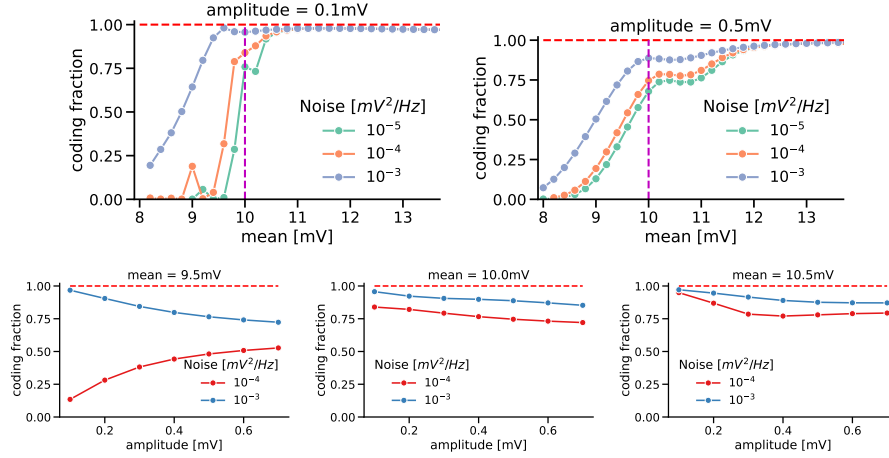 amplitude = 0.1mV
coding fraction
1.00
0.75
0.50
0.25
0.00
Noise [mV²/Hz]
10⁻⁵
10⁻⁴
10⁻³
8 9 10 11 12 13
mean [mV]
amplitude = 0.5mV
coding fraction
1.00
0.75
0.50
0.25
0.00
Noise [mV²/Hz]
10⁻⁵
10⁻⁴
10⁻³
8 9 10 11 12 13
mean [mV]
mean = 9.5mV
coding fraction
1.00
0.75
0.50
0.25
0.00
Noise [mV²/Hz]
10⁻⁴
10⁻³
0.2 0.4 0.6
amplitude [mV]
mean = 10.0mV
coding fraction
1.00
0.75
0.50
0.25
0.00
Noise [mV²/Hz]
10⁻⁴
10⁻³
0.2 0.4 0.6
amplitude [mV]
mean = 10.5mV
coding fraction
1.00
0.75
0.50
0.25
0.00
Noise [mV²/Hz]
10⁻⁴
10⁻³
0.2 0.4 0.6
amplitude [mV]